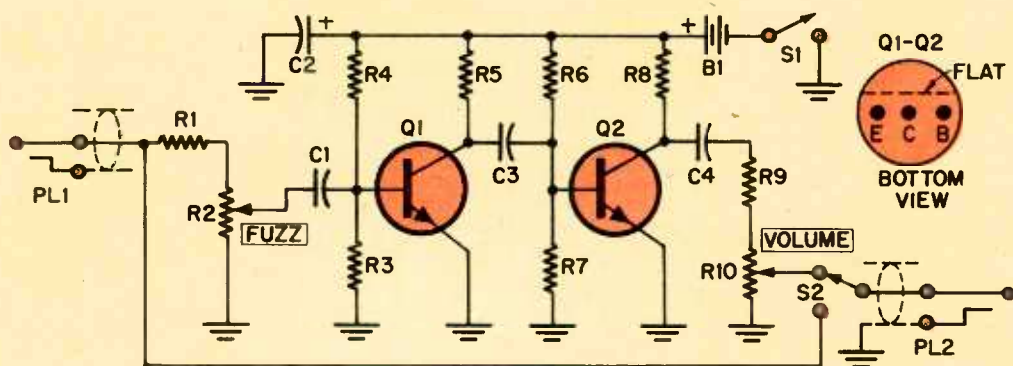 C2
+
R4
R5
R6
R8
+
B1
S1
Q1-Q2
FLAT
E C B
BOTTOM
VIEW
PL1
R1
R2
FUZZ
C1
Q1
C3
Q2
C4
R9
R3
R7
VOLUME
R10
S2
PL2